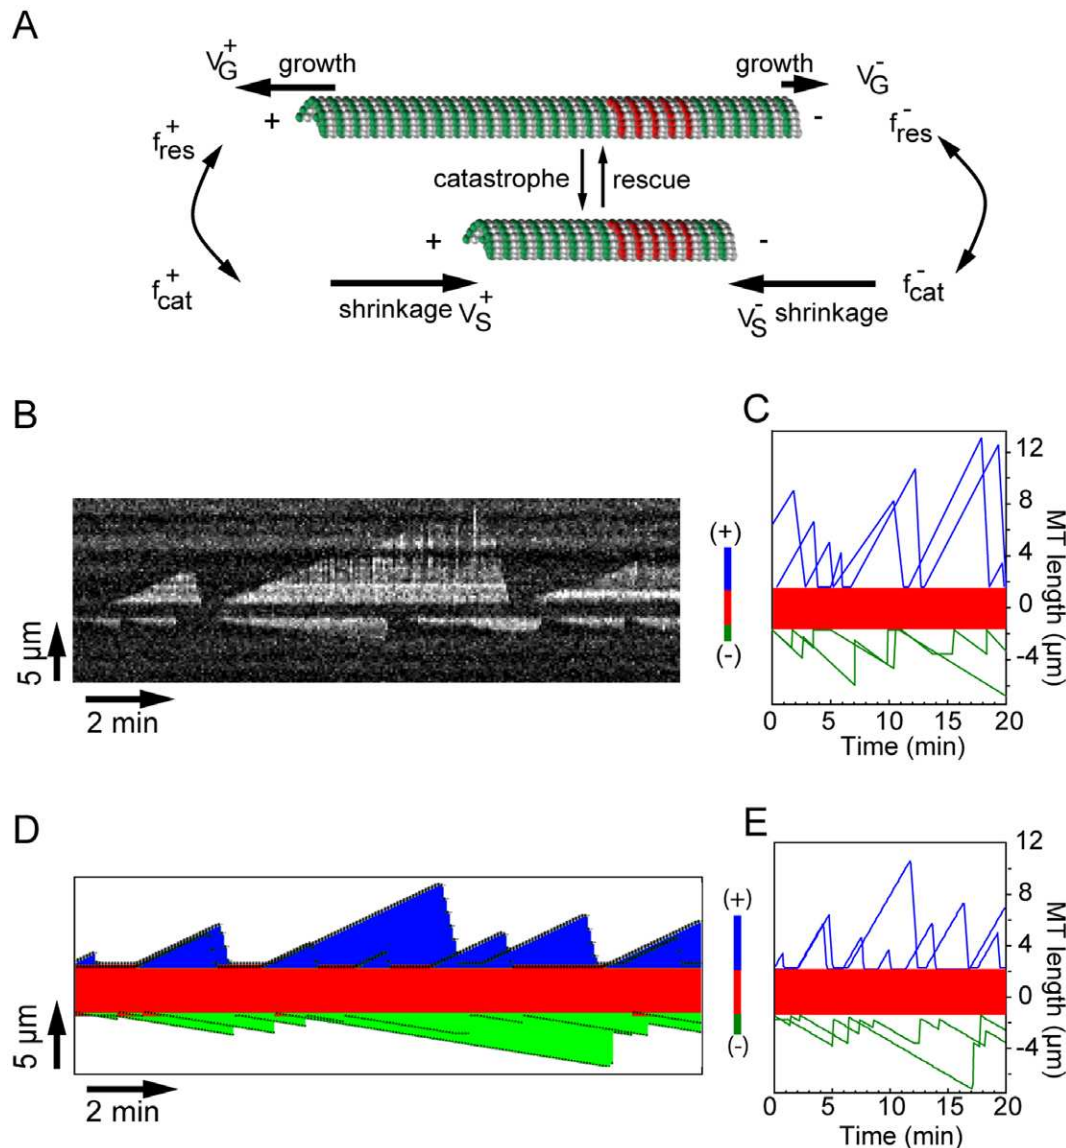 A
V_G^+ growth growth V_G^-
+ -
f_res^+ f_res^-
catastrophe rescue
+ -
f_cat^+ f_cat^-
shrinkage V_S^+ V_S^- shrinkage
B
5 µm
2 min
C
(+)
(-)
12
8
4
0
-4
MT length (µm)
0 5 10 15 20
Time (min)
D
5 µm
2 min
E
(+)
(-)
12
8
4
0
-4
MT length (µm)
0 5 10 15 20
Time (min)